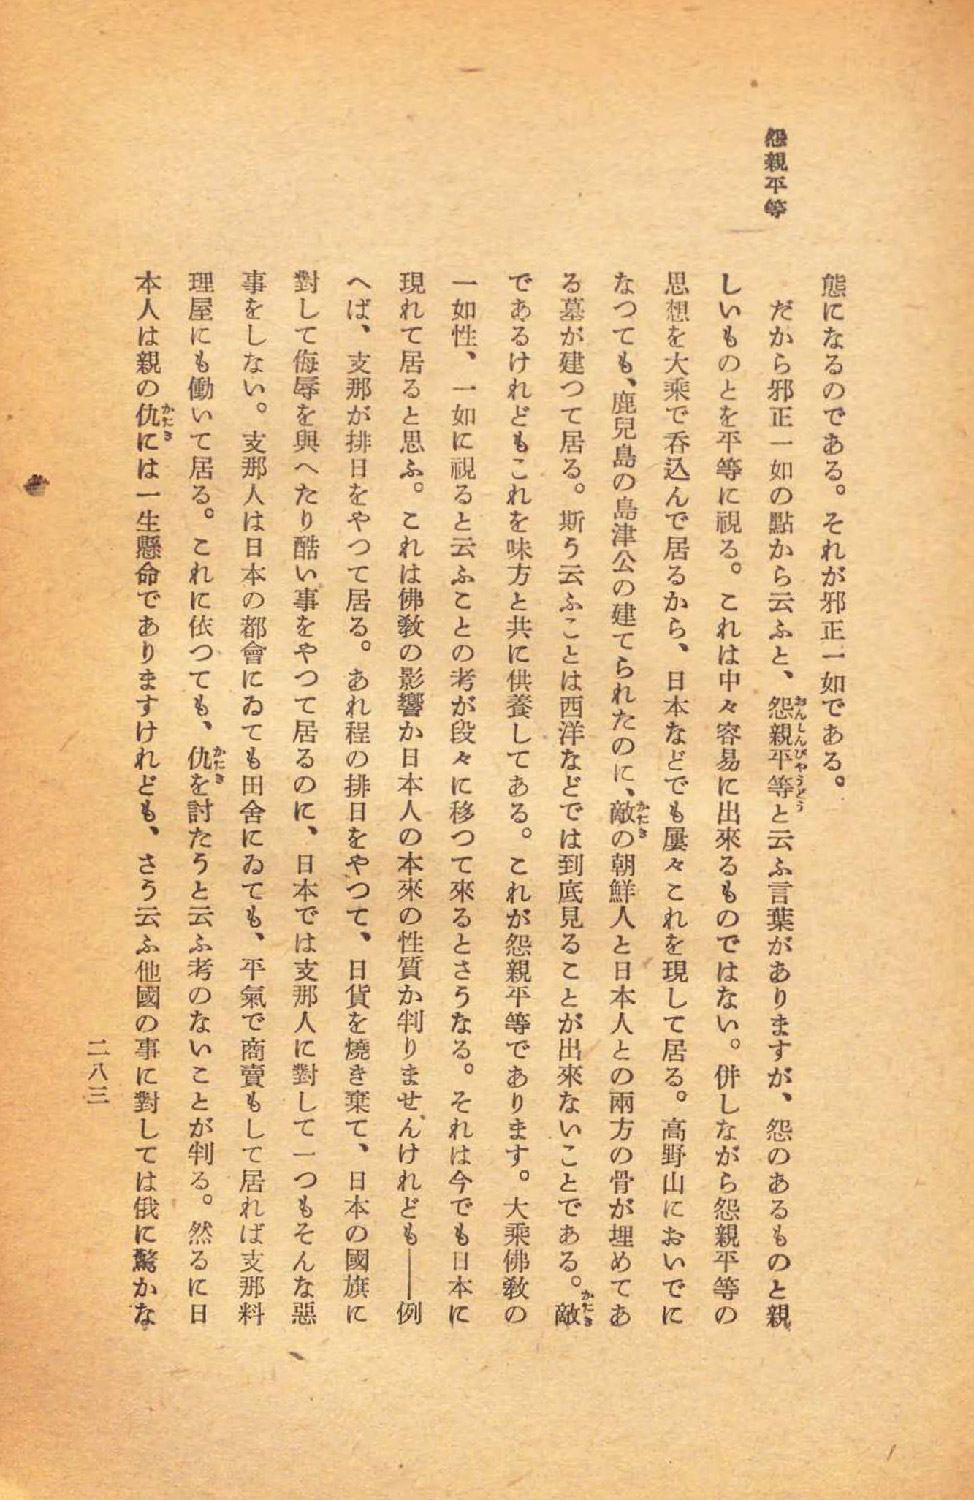 怨親平等
態になるのである。それが邪正一如である。
だから邪正一如の點から云ふと、怨親平等と云ふ言葉がありますが、怨のあるものと親
しいものとを平等に視る。これは中々容易に出來るものではない。併しながら怨親平等の
思想を大乘で呑込んで居るから、日本などでも屢々これを現して居る。高野山においでに
なつても、鹿兒島の島津公の建てられたのに、敵の朝鮮人と日本人との兩方の骨が埋めてあ
る墓が建つて居る。斯う云ふことは西洋などでは到底見ることが出來ないことである。敵
であるけれどもこれを味方と共に供養してある。これが怨親平等であります。大乘佛敎の
一如性、一如に視ると云ふことの考が段々に移つて來るとさうなる。それは今でも日本に
現れて居ると思ふ。これは佛敎の影響か日本人の本來の性質か判りませんけれども――例
へば、支那が排日をやつて居る。あれ程の排日をやつて、日貨を燒き棄て、日本の國旗に
對して侮辱を與へたり酷い事をやつて居るのに、日本では支那人に對して一つもそんな惡
事をしない。支那人は日本の都會にゐても田舍にゐても、平氣で商賣もして居れば支那料
理屋にも働いて居る。これに依つても、仇を討たうと云ふ考のないことが判る。然るに日
本人は親の仇には一生懸命でありますけれども、さう云ふ他國の事に對しては俄に驚かな
二八三